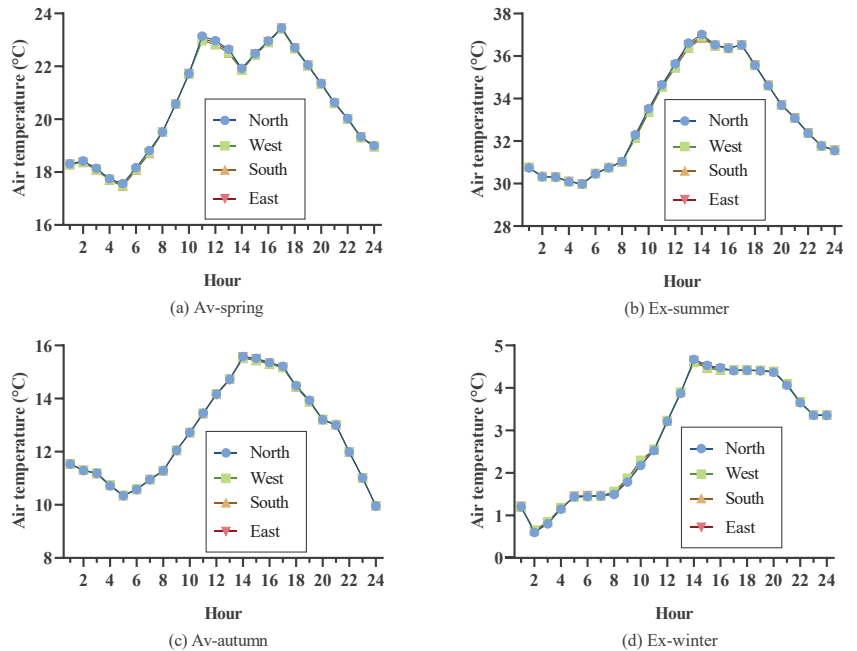 Air temperature (°C)
24
22
20
18
16
North
West
South
East
2 4 6 8 10 12 14 16 18 20 22 24
Hour
(a) Av-spring
Air temperature (°C)
38
36
34
32
30
28
North
West
South
East
2 4 6 8 10 12 14 16 18 20 22 24
Hour
(b) Ex-summer
Air temperature (°C)
16
14
12
10
8
North
West
South
East
2 4 6 8 10 12 14 16 18 20 22 24
Hour
(c) Av-autumn
Air temperature (°C)
5
4
3
2
1
0
North
West
South
East
2 4 6 8 10 12 14 16 18 20 22 24
Hour
(d) Ex-winter